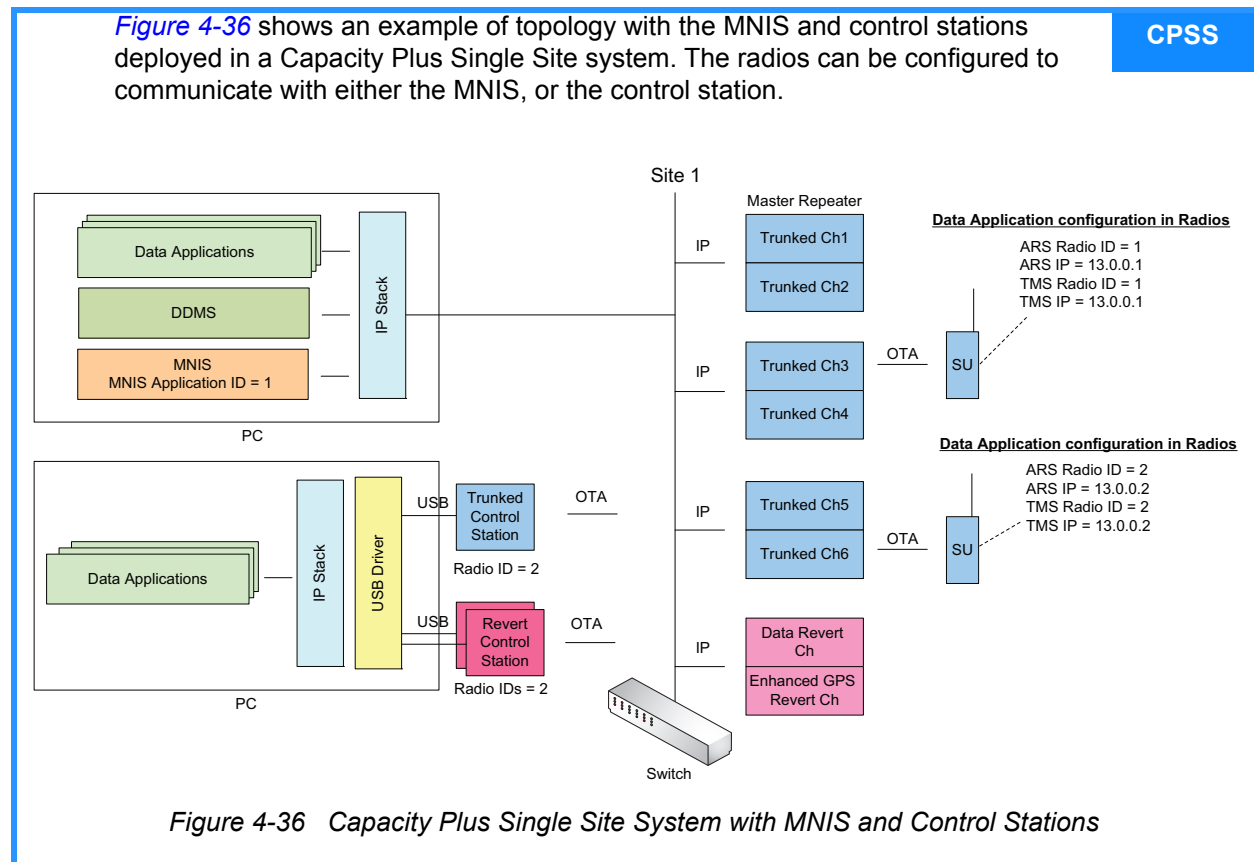 Figure 4-36 shows an example of topology with the MNIS and control stations
deployed in a Capacity Plus Single Site system. The radios can be configured to
communicate with either the MNIS, or the control station.
CPSS
Site 1
Data Applications
DDMS
MNIS
MNIS Application ID = 1
IP Stack
PC
Data Applications
IP Stack
USB Driver
PC
USB
Trunked
Control
Station
Radio ID = 2
OTA
USB
Revert
Control
Station
Radio IDs = 2
OTA
Switch
Master Repeater
IP
Trunked Ch1
Trunked Ch2
IP
Trunked Ch3
Trunked Ch4
OTA
SU
IP
Trunked Ch5
Trunked Ch6
OTA
SU
IP
Data Revert
Ch
Enhanced GPS
Revert Ch
Data Application configuration in Radios
ARS Radio ID = 1
ARS IP = 13.0.0.1
TMS Radio ID = 1
TMS IP = 13.0.0.1
Data Application configuration in Radios
ARS Radio ID = 2
ARS IP = 13.0.0.2
TMS Radio ID = 2
TMS IP = 13.0.0.2
Figure 4-36 Capacity Plus Single Site System with MNIS and Control Stations